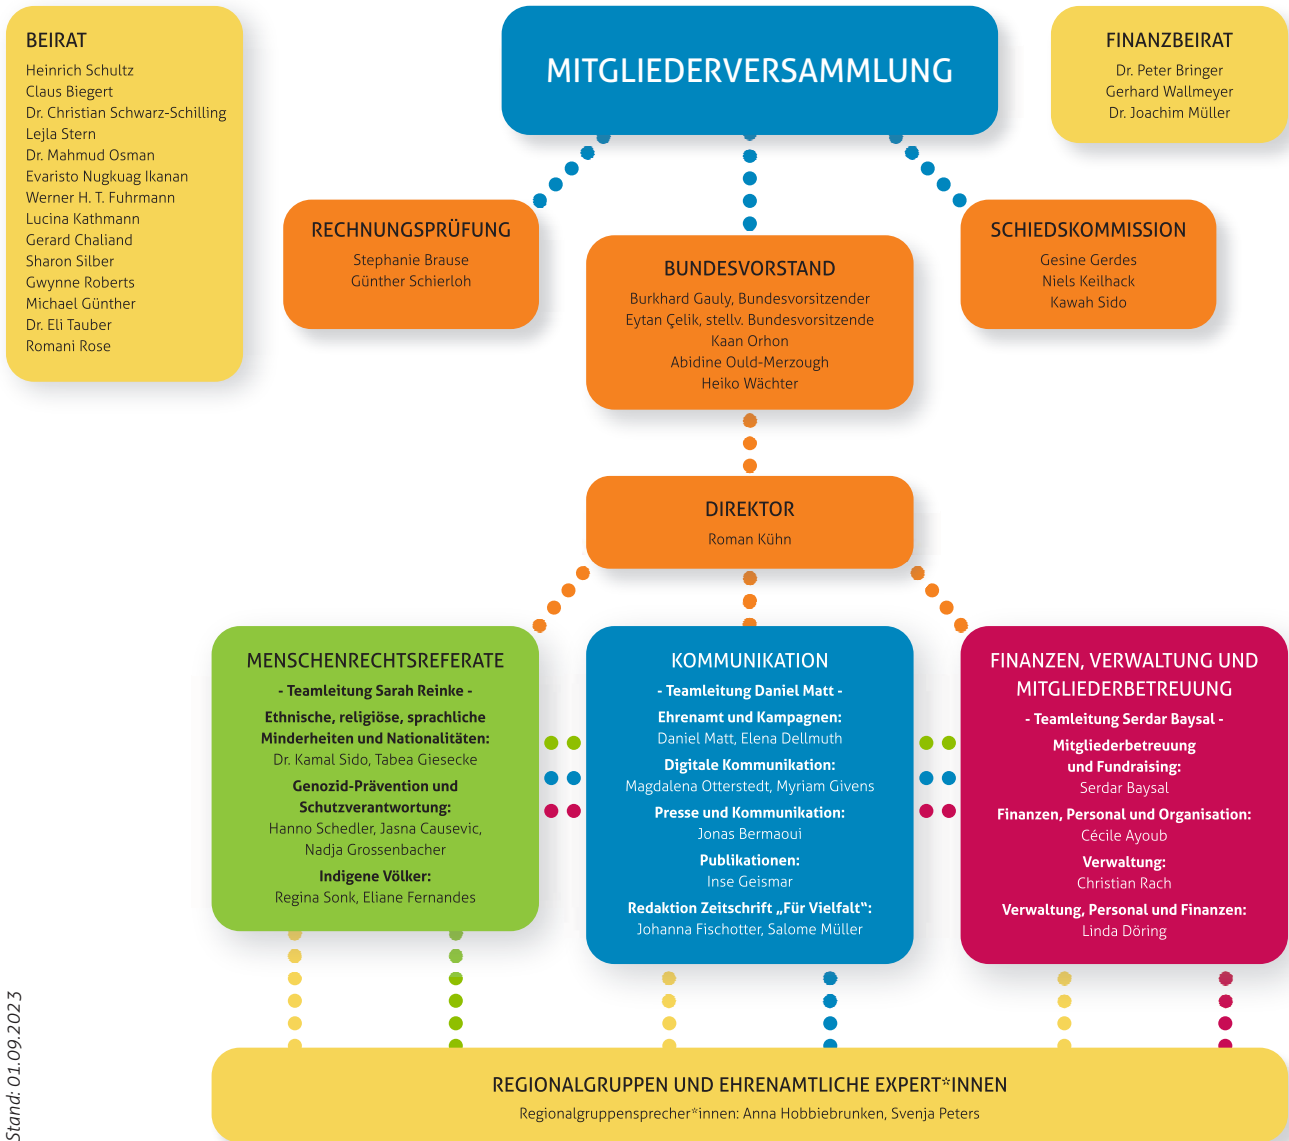 BEIRAT
Heinrich Schultz
Claus Biegert
Dr. Christian Schwarz-Schilling
Lejla Stern
Dr. Mahmud Osman
Evaristo Nugkuag Ikanan
Werner H. T. Fuhrmann
Lucina Kathmann
Gerard Chaliand
Sharon Silber
Gwynne Roberts
Michael Günther
Dr. Eli Tauber
Romani Rose
MITGLIEDERVERSAMMLUNG
FINANZBEIRAT
Dr. Peter Bringer
Gerhard Wallmeyer
Dr. Joachim Müller
RECHNUNGSPRÜFUNG
Stephanie Brause
Günther Schierloh
BUNDESVORSTAND
Burkhard Gauly, Bundesvorsitzender
Eytan Çelik, stellv. Bundesvorsitzende
Kaan Orhon
Abidine Ould-Merzough
Heiko Wächter
SCHIEDSKOMMISSION
Gesine Gerdes
Niels Keilhack
Kawah Sido
DIREKTOR
Roman Kühn
MENSCHENRECHTSREFERATE
- Teamleitung Sarah Reinke -
Ethnische, religiöse, sprachliche
Minderheiten und Nationalitäten:
Dr. Kamal Sido, Tabea Giesecke
Genozid-Prävention und
Schutzverantwortung:
Hanno Schedler, Jasna Causevic,
Nadja Grossenbacher
Indigene Völker:
Regina Sonk, Eliane Fernandes
KOMMUNIKATION
- Teamleitung Daniel Matt -
Ehrenamt und Kampagnen:
Daniel Matt, Elena Dellmuth
Digitale Kommunikation:
Magdalena Otterstedt, Myriam Givens
Presse und Kommunikation:
Jonas Bermaoui
Publikationen:
Inse Geismar
Redaktion Zeitschrift „Für Vielfalt“:
Johanna Fischotter, Salome Müller
FINANZEN, VERWALTUNG UND
MITGLIEDERBETREUUNG
- Teamleitung Serdar Baysal -
Mitgliederbetreuung
und Fundraising:
Serdar Baysal
Finanzen, Personal und Organisation:
Cécile Ayoub
Verwaltung:
Christian Rach
Verwaltung, Personal und Finanzen:
Linda Döring
REGIONALGRUPPEN UND EHRENAMTLICHE EXPERT*INNEN
Regionalgruppensprecher*innen: Anna Hobbiebrunken, Svenja Peters
Stand: 01.09.2023